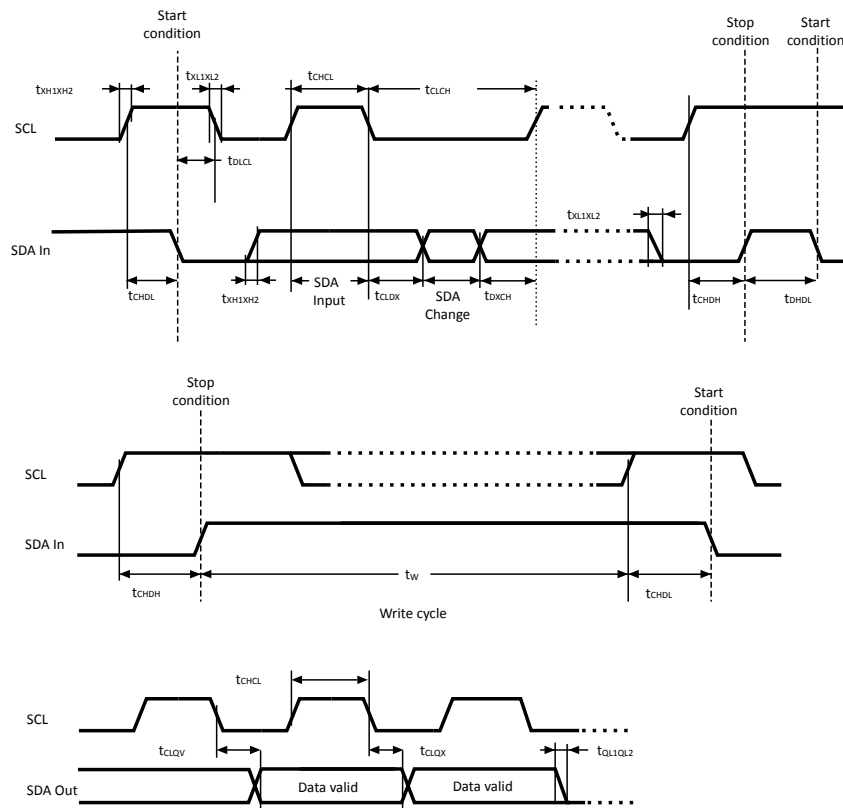 Start
condition
Stop
condition
Start
condition
tXH1XH2
tXL1XL2
tCHCL
tCLCH
SCL
tDLCL
tXL1XL2
SDA In
tCHDL
tXH1XH2
SDA
Input
tCLDX
SDA
Change
tDXCH
tCHDH
tDHDL
Stop
condition
Start
condition
SCL
SDA In
tCHDH
tW
tCHDL
Write cycle
tCHCL
SCL
tCLQV
tCLQX
tQL1QL2
SDA Out
Data valid
Data valid